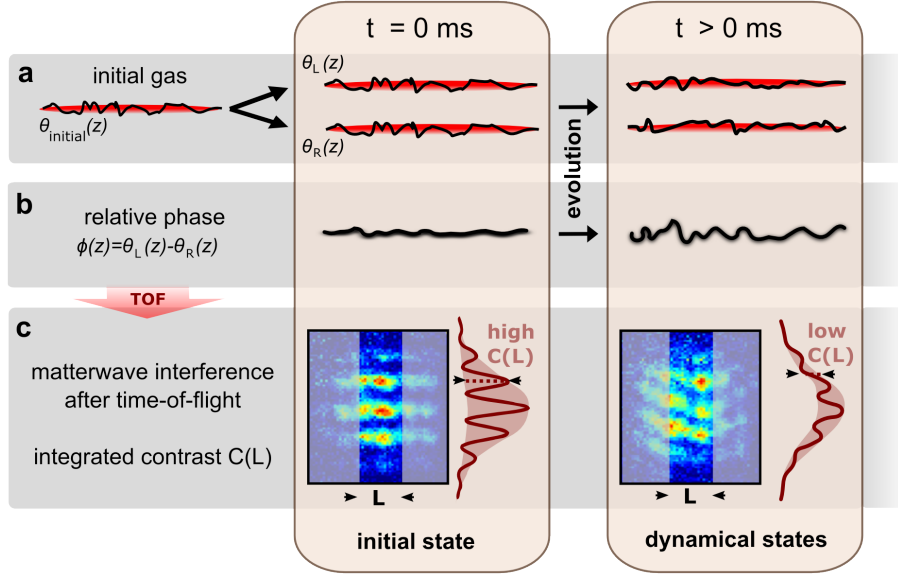 t = 0 ms
t > 0 ms
a
initial gas
θinitial(z)
θL(z)
θR(z)
evolution
b
relative phase
ϕ(z)=θL(z)-θR(z)
TOF
c
matterwave interference
after time-of-flight
integrated contrast C(L)
high
C(L)
L
low
C(L)
L
initial state
dynamical states